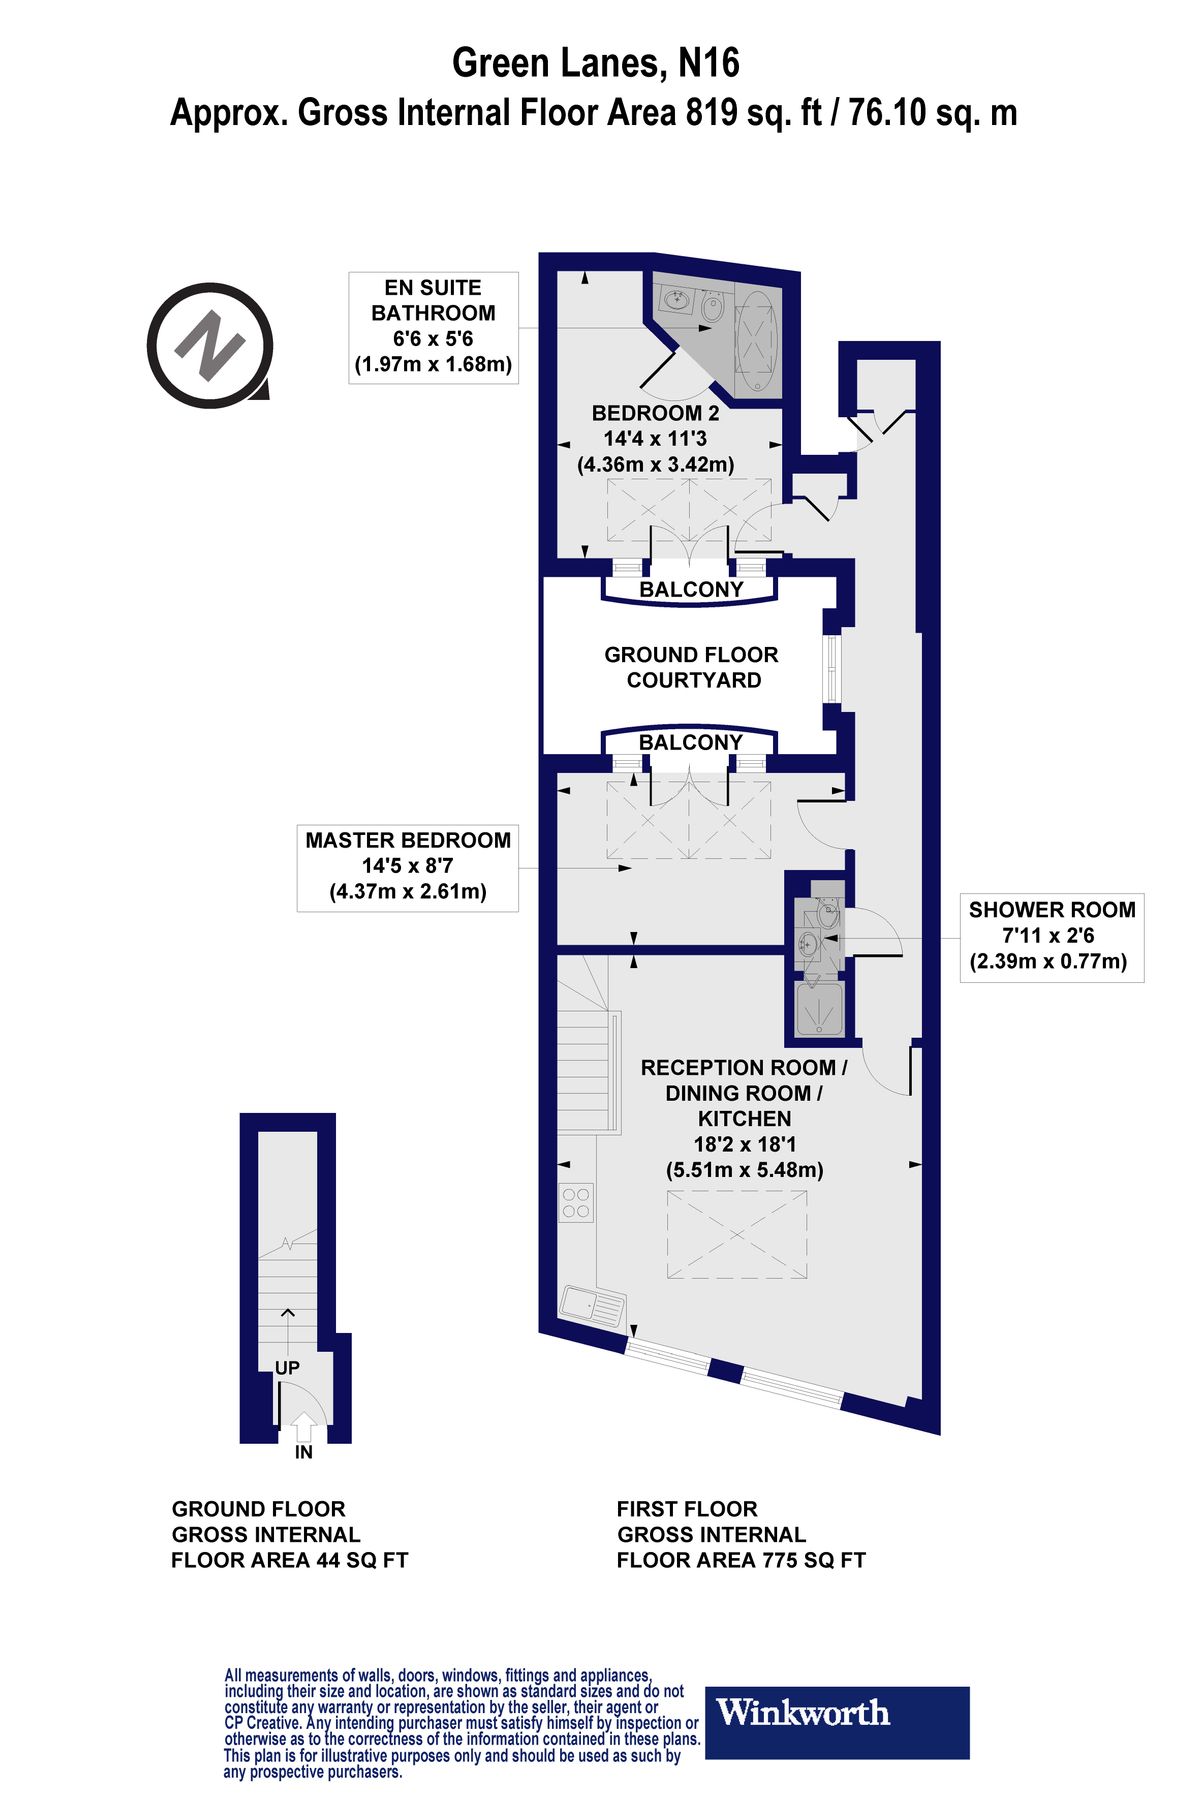 Green Lanes, N16
Approx. Gross Internal Floor Area 819 sq. ft / 76.10 sq. m
N
EN SUITE
BATHROOM
6'6 x 5'6
(1.97m x 1.68m)
BEDROOM 2
14'4 x 11'3
(4.36m x 3.42m)
BALCONY
GROUND FLOOR
COURTYARD
BALCONY
MASTER BEDROOM
14'5 x 8'7
(4.37m x 2.61m)
SHOWER ROOM
7'11 x 2'6
(2.39m x 0.77m)
RECEPTION ROOM /
DINING ROOM /
KITCHEN
18'2 x 18'1
(5.51m x 5.48m)
UP
IN
GROUND FLOOR
GROSS INTERNAL
FLOOR AREA 44 SQ FT
FIRST FLOOR
GROSS INTERNAL
FLOOR AREA 775 SQ FT
All measurements of walls, doors, windows, fittings and appliances,
including their size and location, are shown as standard sizes and do not
constitute any warranty or representation by the seller, their agent or
CP Creative. Any intending purchaser must satisfy himself by inspection or
otherwise as to the correctness of the information contained in these plans.
This plan is for illustrative purposes only and should be used as such by
any prospective purchasers.
Winkworth